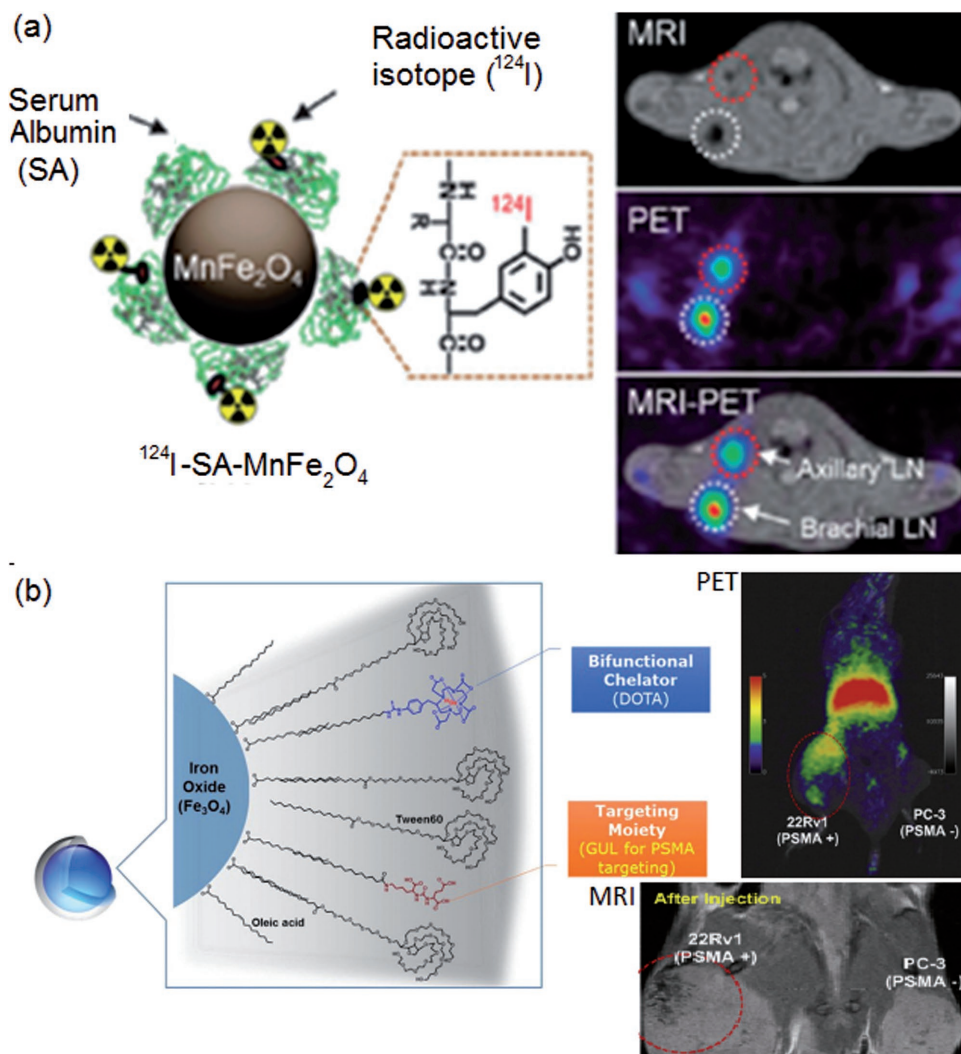 (a)
Radioactive
isotope (¹²⁴I)
Serum
Albumin
(SA)
MnFe₂O₄
N
H
R
C
O
¹²⁴I
OH
O
C
H
N
C
O
¹²⁴I-SA-MnFe₂O₄
MRI
PET
MRI-PET
Axillary LN
Brachial LN
(b)
Iron
Oxide
(Fe₃O₄)
Tween60
Oleic acid
Bifunctional
Chelator
(DOTA)
Targeting Moiety
(GUL for PSMA
targeting)
PET
22Rv1
(PSMA +)
PC-3
(PSMA -)
MRI
After Injection
22Rv1
(PSMA +)
PC-3
(PSMA -)